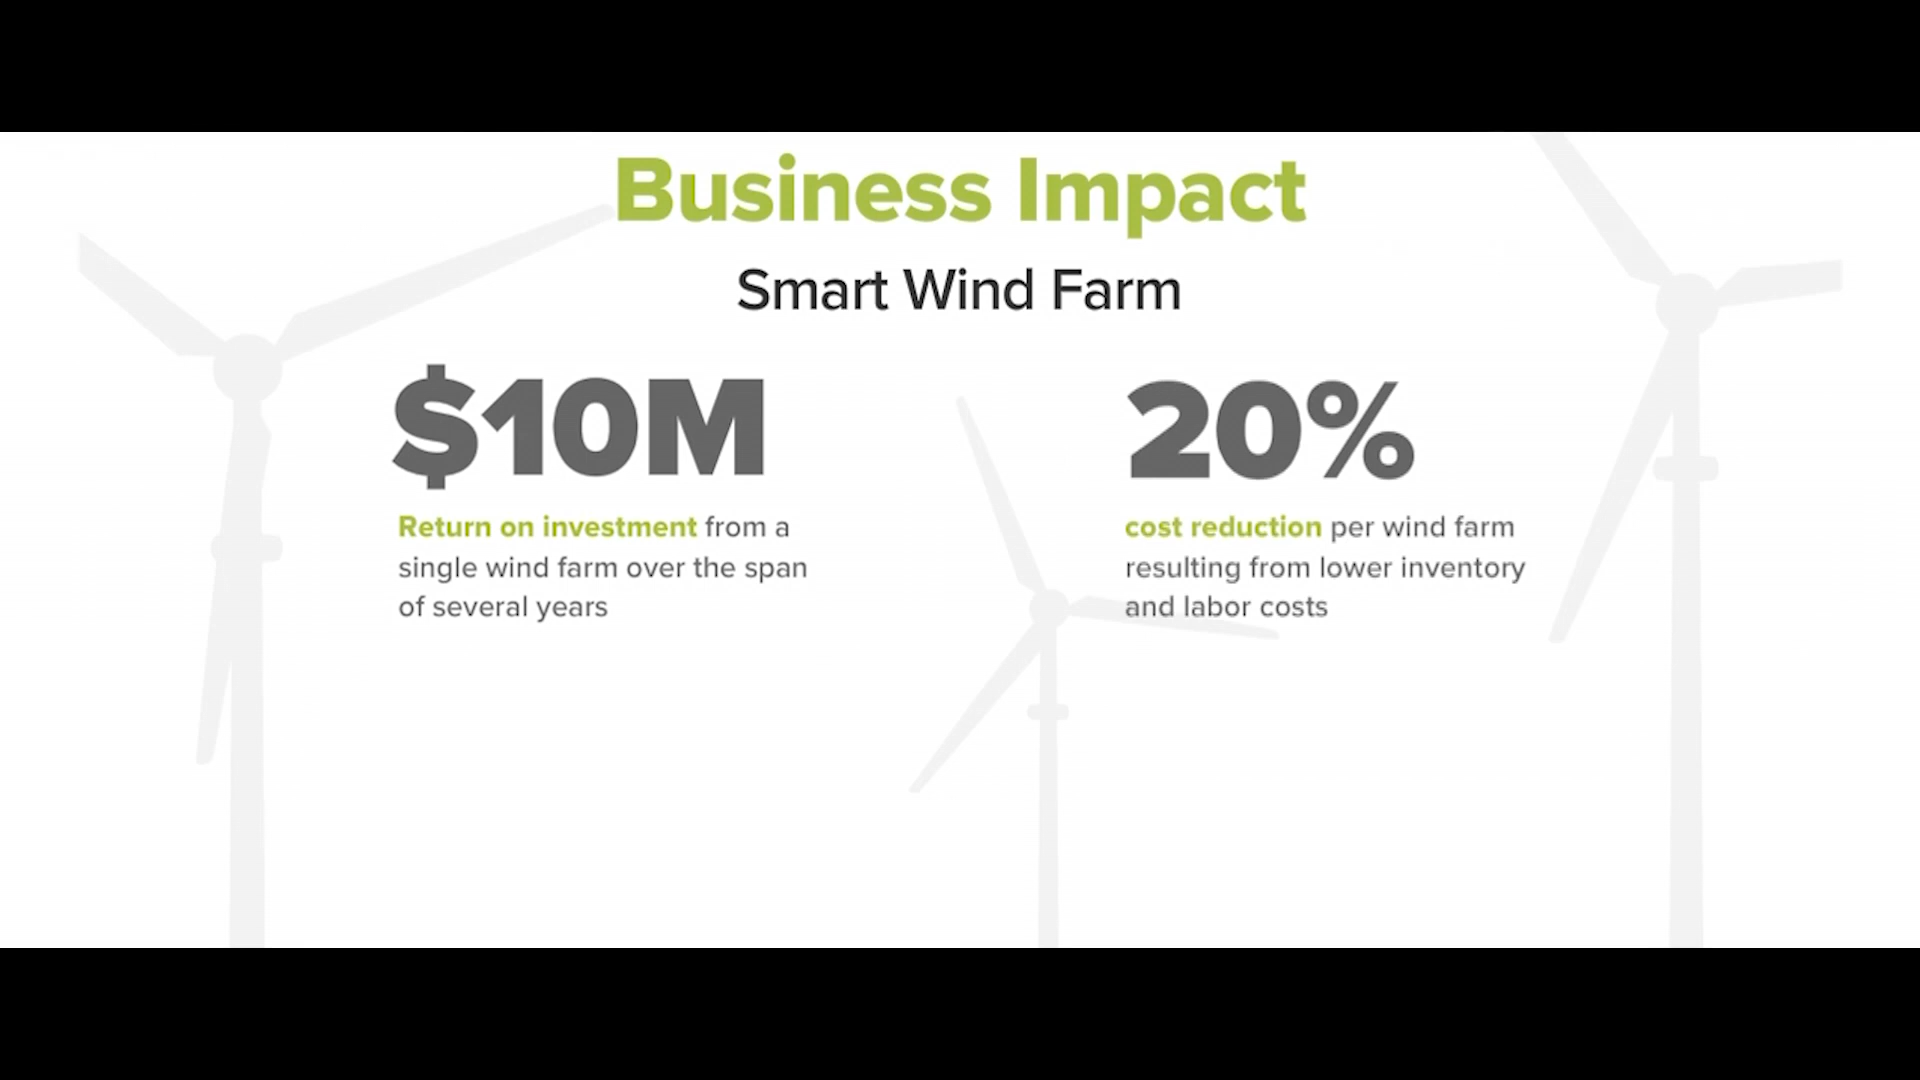 Business Impact
Smart Wind Farm
$10M
Return on investment from a
single wind farm over the span
of several years
20%
cost reduction per wind farm
resulting from lower inventory
and labor costs